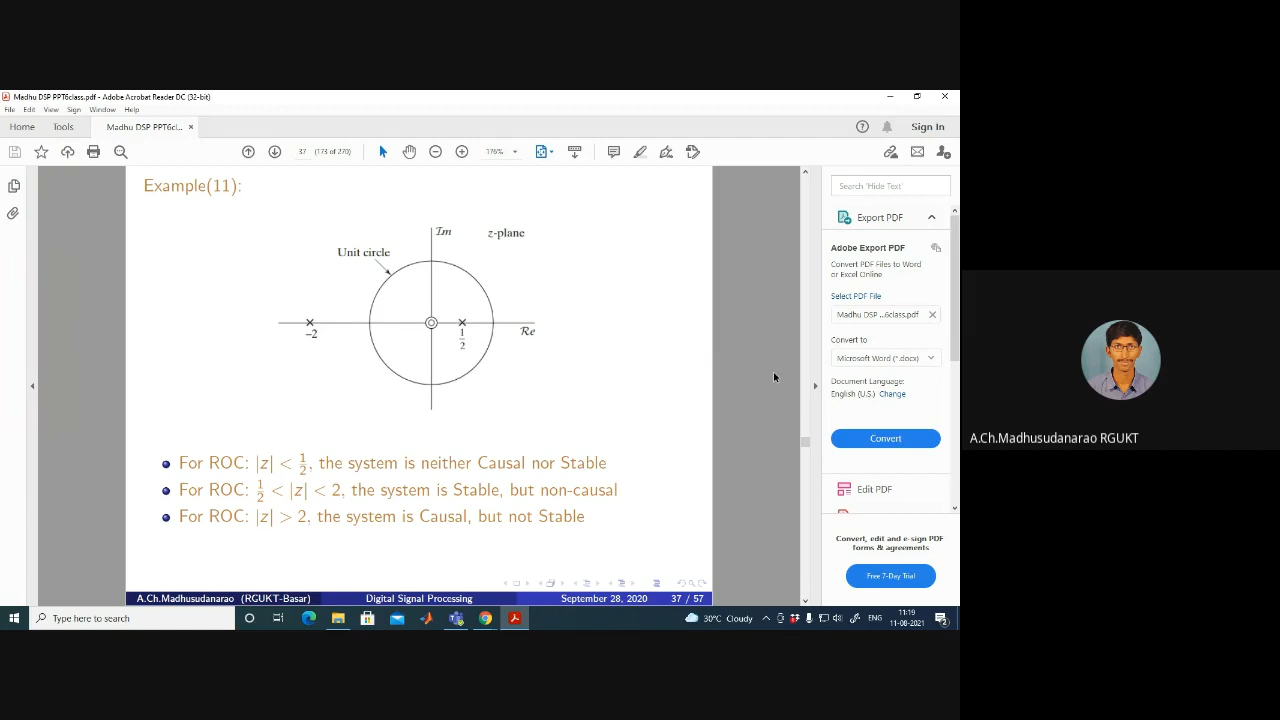 Madhu DSP PPT6class.pdf - Adobe Acrobat Reader DC (32-bit)
File Edit View Sign Window Help
Home Tools Madhu DSP PPT6cl... × Sign In
37 (173 of 270) 176%
Example(11):
Im z-plane
Unit circle
-2 1/2 Re
For ROC: |z| < 1/2, the system is neither Causal nor Stable
For ROC: 1/2 < |z| < 2, the system is Stable, but non-causal
For ROC: |z| > 2, the system is Causal, but not Stable
A.Ch.Madhusudanarao (RGUKT-Basar) Digital Signal Processing September 28, 2020 37 / 57
Search 'Hide Text'
Export PDF
Adobe Export PDF
Convert PDF Files to Word
or Excel Online
Select PDF File
Madhu DSP ...6class.pdf ×
Convert to
Microsoft Word (*.docx)
Document Language:
English (U.S.) Change
Convert
Edit PDF
Convert, edit and e-sign PDF
forms & agreements
Free 7-Day Trial
A.Ch.Madhusudanarao RGUKT
Type here to search
30°C Cloudy ENG 11:19
11-08-2021
2